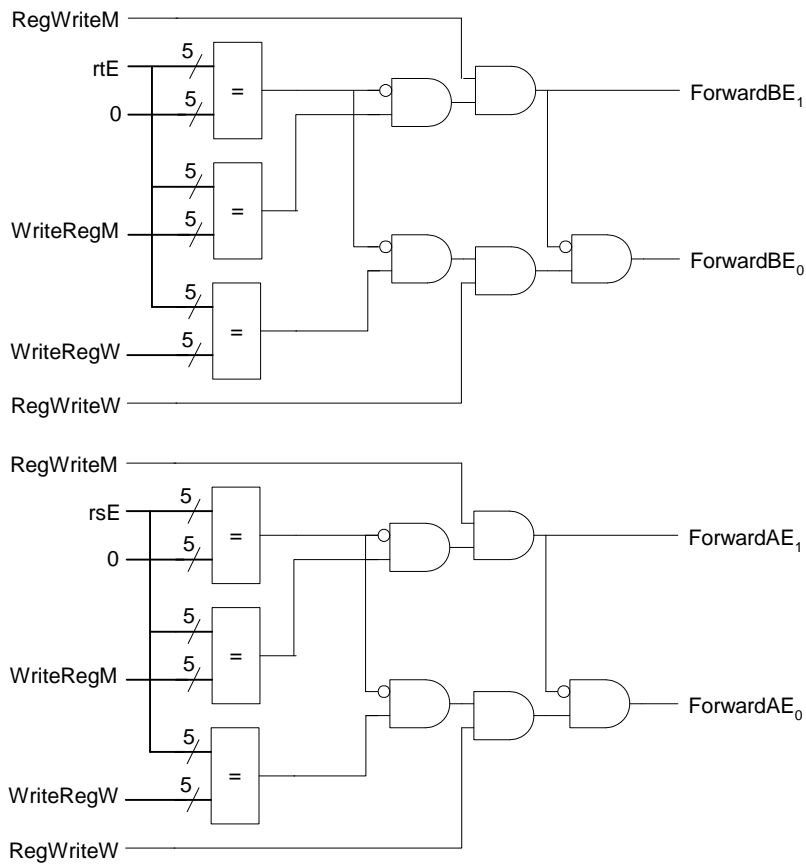 RegWriteM
5
rtE
=
ForwardBE₁
0
5
5
=
WriteRegM
5
ForwardBE₀
5
=
WriteRegW
5
RegWriteW
RegWriteM
5
rsE
=
ForwardAE₁
0
5
5
=
WriteRegM
5
ForwardAE₀
5
=
WriteRegW
5
RegWriteW